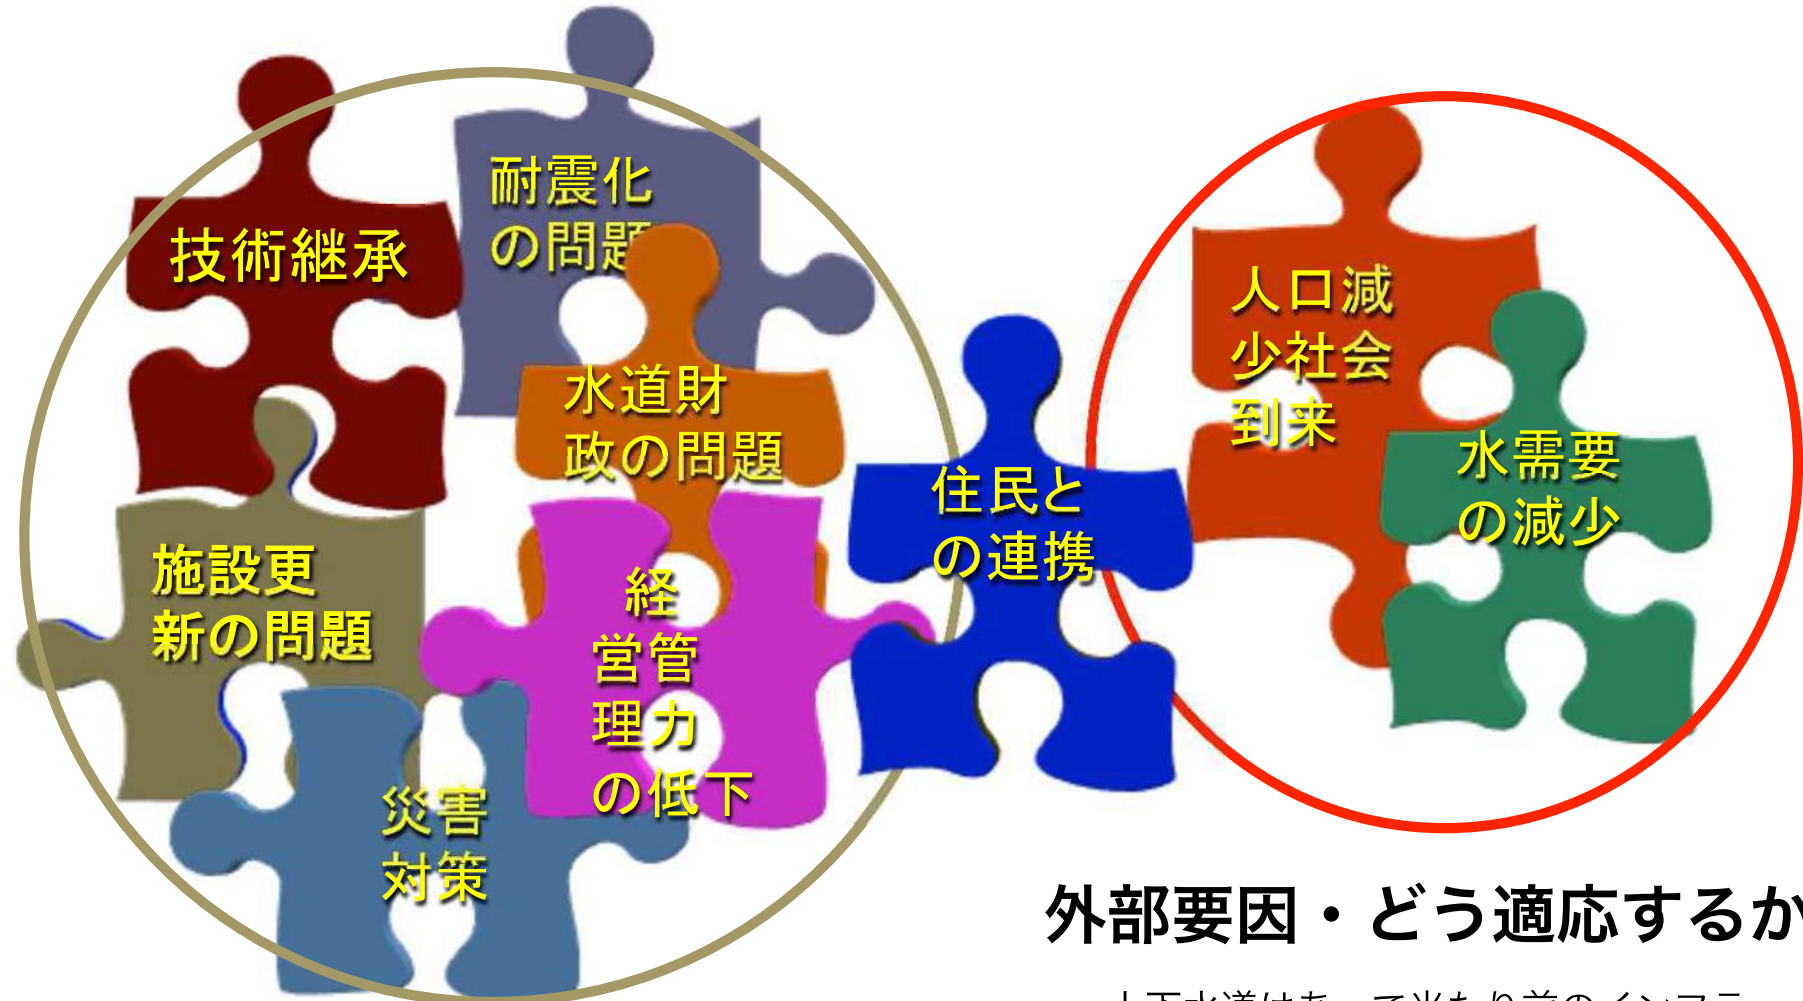 技術継承
耐震化
の問題
水道財
政の問題
施設更
新の問題
経
営管
理力
の低下
災害
対策
住民と
の連携
人口減
少社会
到来
水需要
の減少
外部要因・どう適応するか